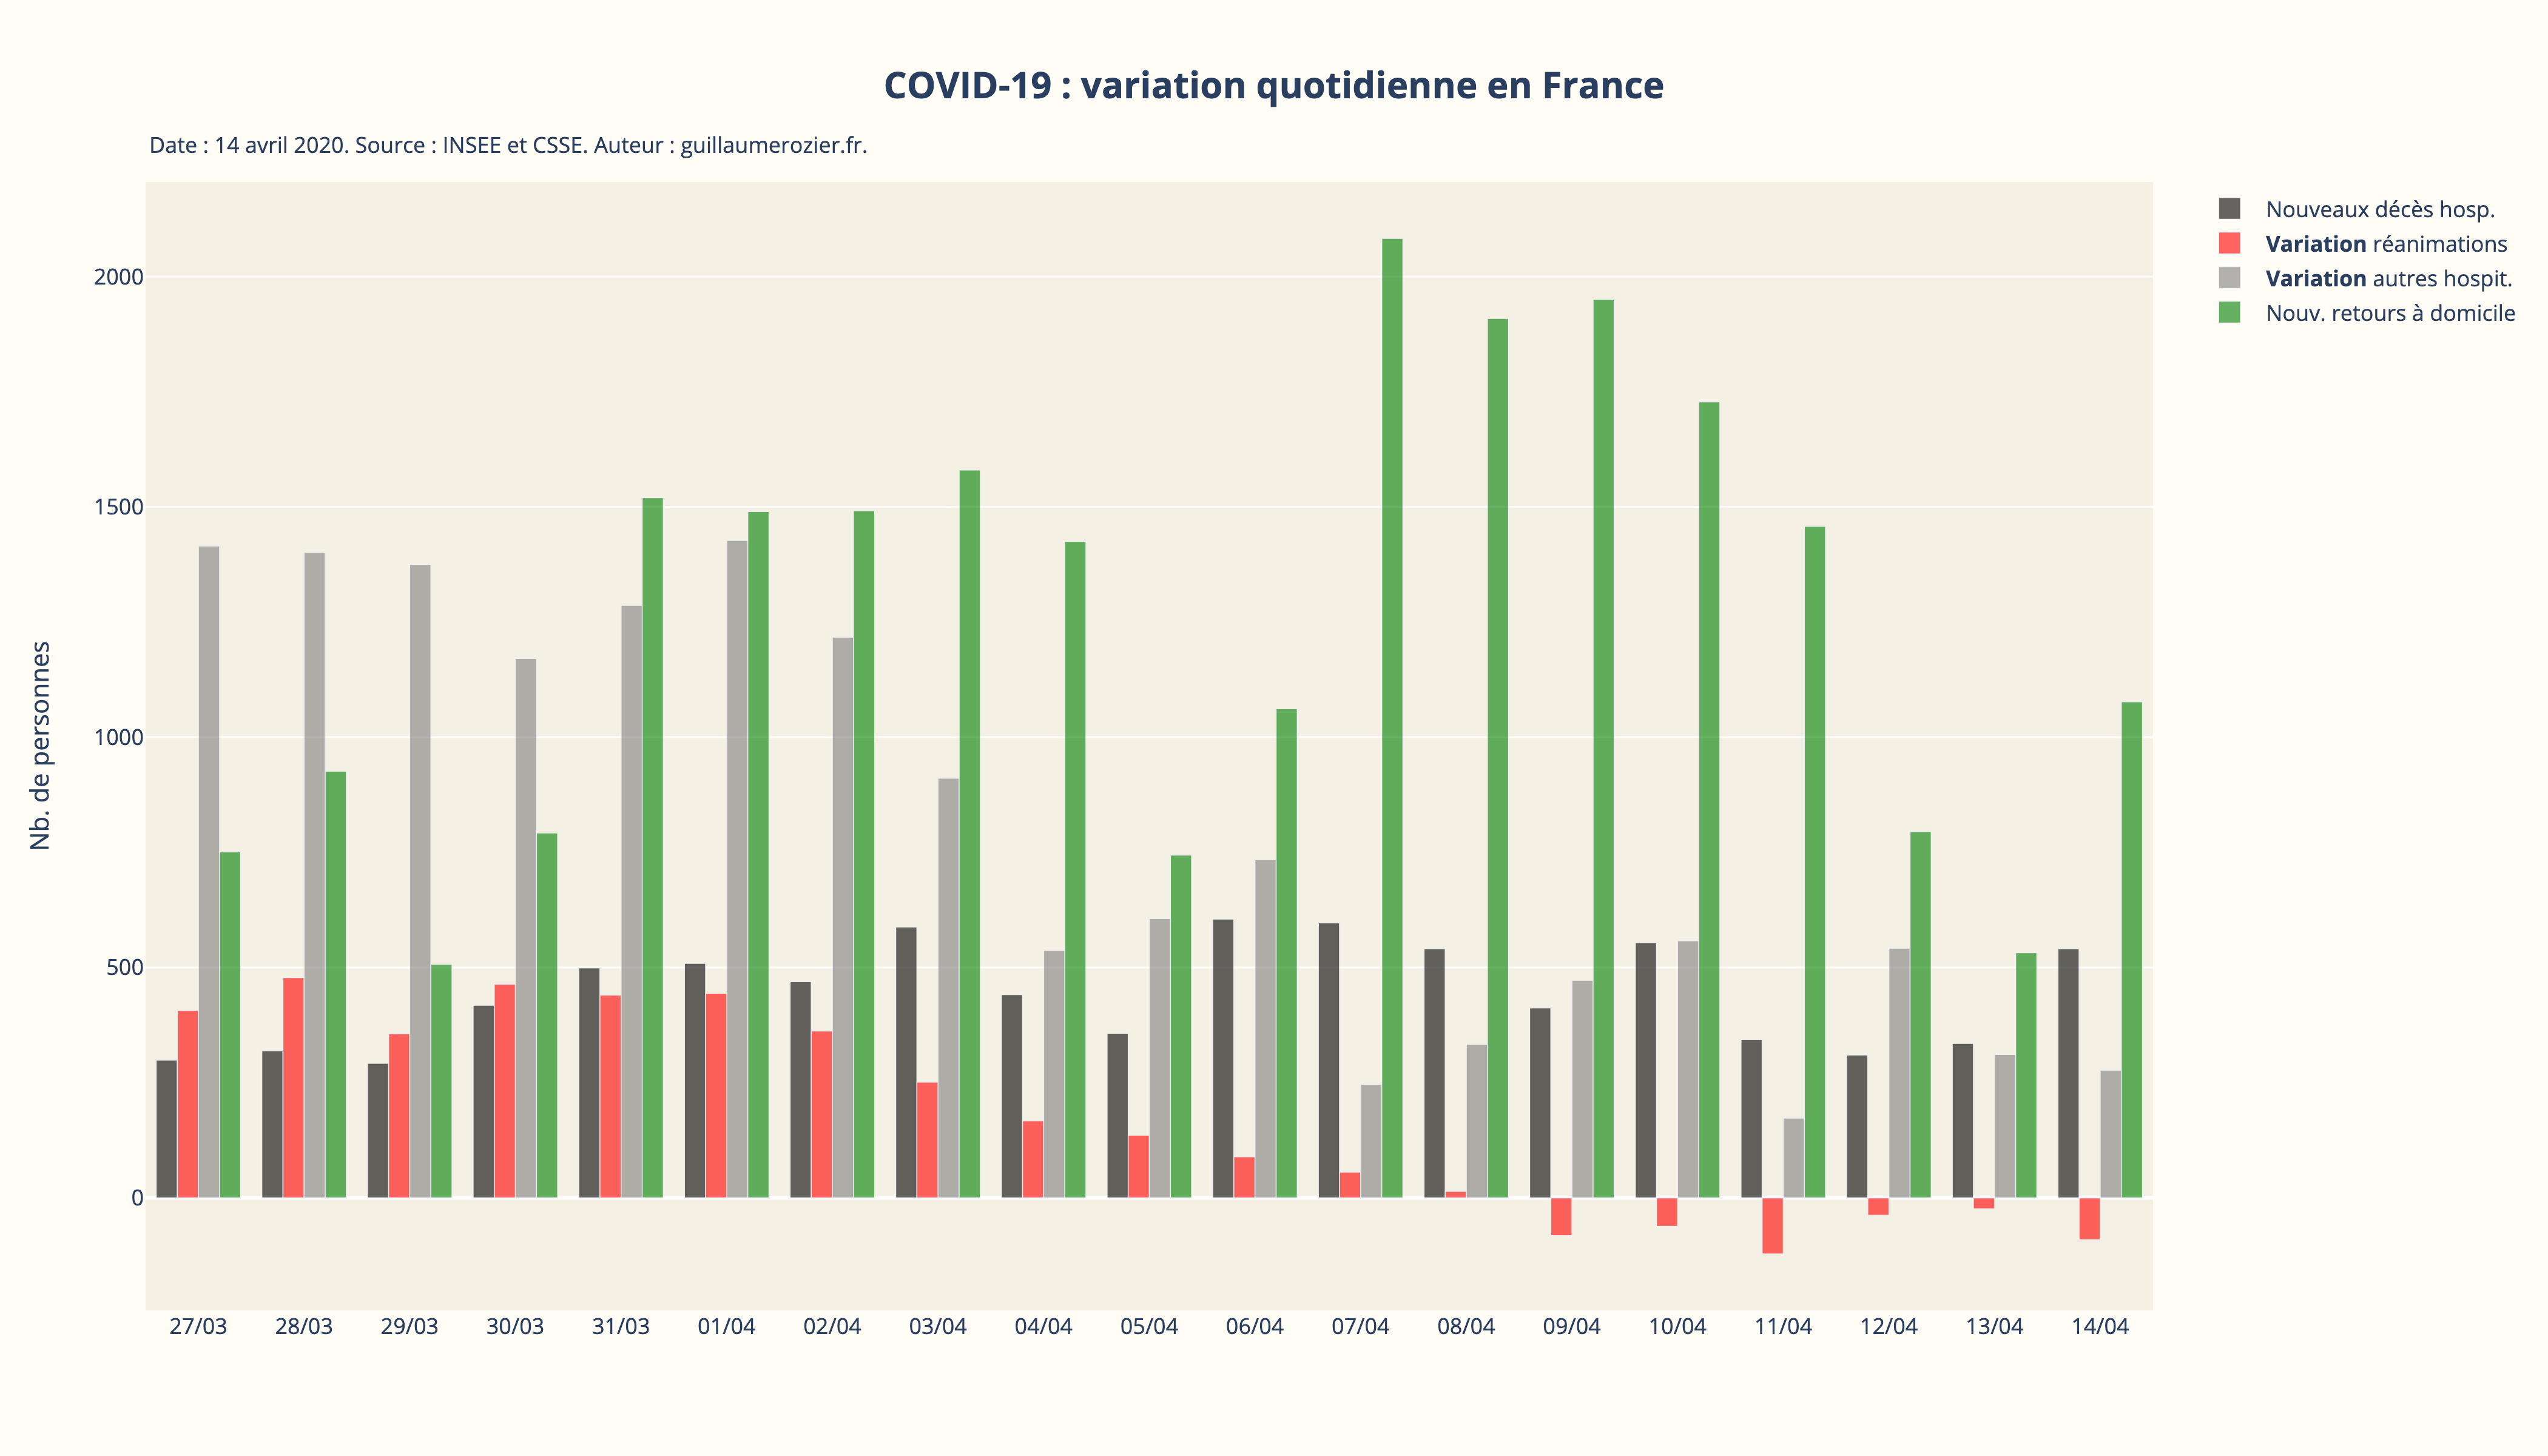 COVID-19 : variation quotidienne en France
Date : 14 avril 2020. Source : INSEE et CSSE. Auteur : guillaumerozier.fr.
Nouveaux décès hosp.
Variation réanimations
Variation autres hospit.
Nouv. retours à domicile
Nb. de personnes
2000
1500
1000
500
0
27/03 28/03 29/03 30/03 31/03 01/04 02/04 03/04 04/04 05/04 06/04 07/04 08/04 09/04 10/04 11/04 12/04 13/04 14/04